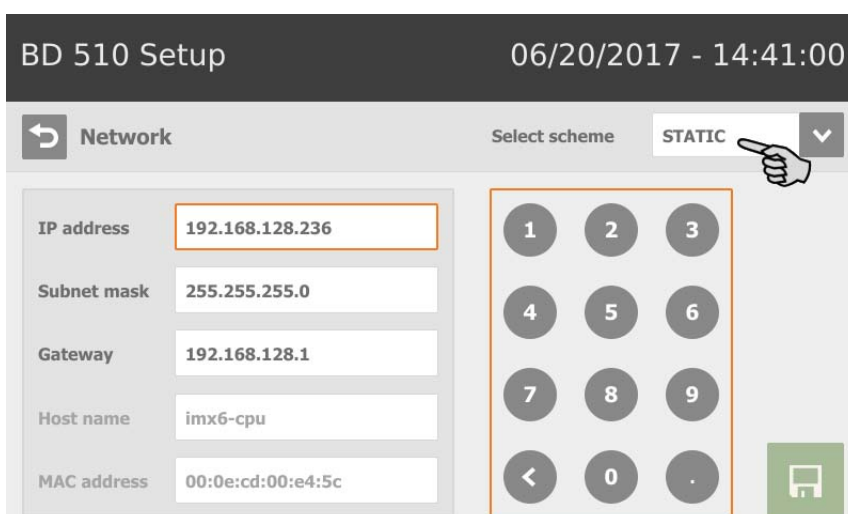 BD 510 Setup 06/20/2017 - 14:41:00
Network Select scheme STATIC
IP address 192.168.128.236
Subnet mask 255.255.255.0
Gateway 192.168.128.1
Host name imx6-cpu
MAC address 00:0e:cd:00:e4:5c
1 2 3
4 5 6
7 8 9
< 0 .